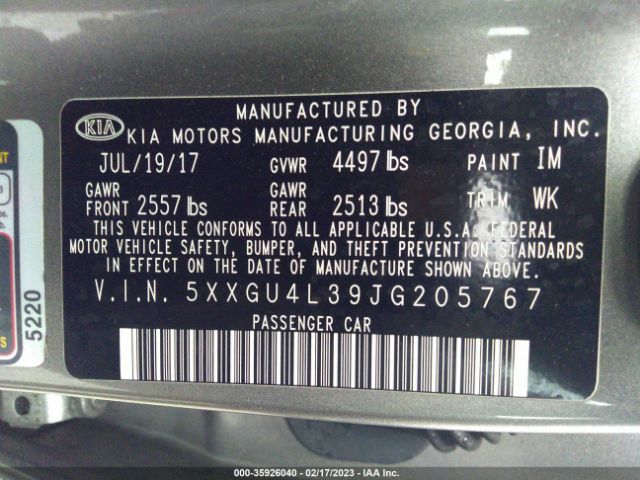 MANUFACTURED BY
KIA KIA MOTORS MANUFACTURING GEORGIA, INC.
JUL/19/17 GVWR 4497 lbs PAINT IM
GAWR FRONT 2557 lbs GAWR REAR 2513 lbs TRIM WK
THIS VEHICLE CONFORMS TO ALL APPLICABLE U.S.A. FEDERAL
MOTOR VEHICLE SAFETY, BUMPER, AND THEFT PREVENTION STANDARDS
IN EFFECT ON THE DATE OF MANUFACTURE SHOWN ABOVE.
V.I.N. 5XXGU4L39JG205767
PASSENGER CAR
5220
000-35926040 - 02/17/2023 - IAA Inc.